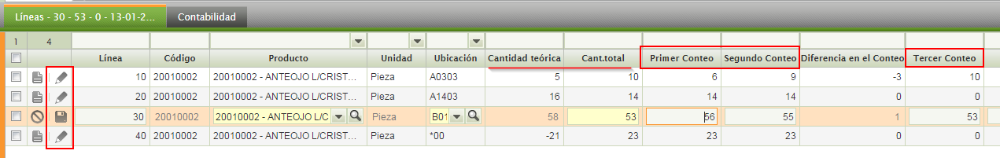 Líneas - 30 - 53 - 0 - 13-01-2... Contabilidad
1 4
Línea Código Producto Unidad Ubicación Cantidad teórica Cant.total Primer Conteo Segundo Conteo Diferencia en el Conteo Tercer Conteo
10 20010002 20010002 - ANTEOJO L/CRIST... Pieza A0303 5 10 6 9 -3 10
20 20010002 20010002 - ANTEOJO L/CRIST... Pieza A1403 16 14 14 14 0 0
30 20010002 20010002 - ANTEOJO L/C Pieza B01 58 53 56 55 1 53
40 20010002 20010002 - ANTEOJO L/CRIST... Pieza *00 -21 23 23 23 0 0